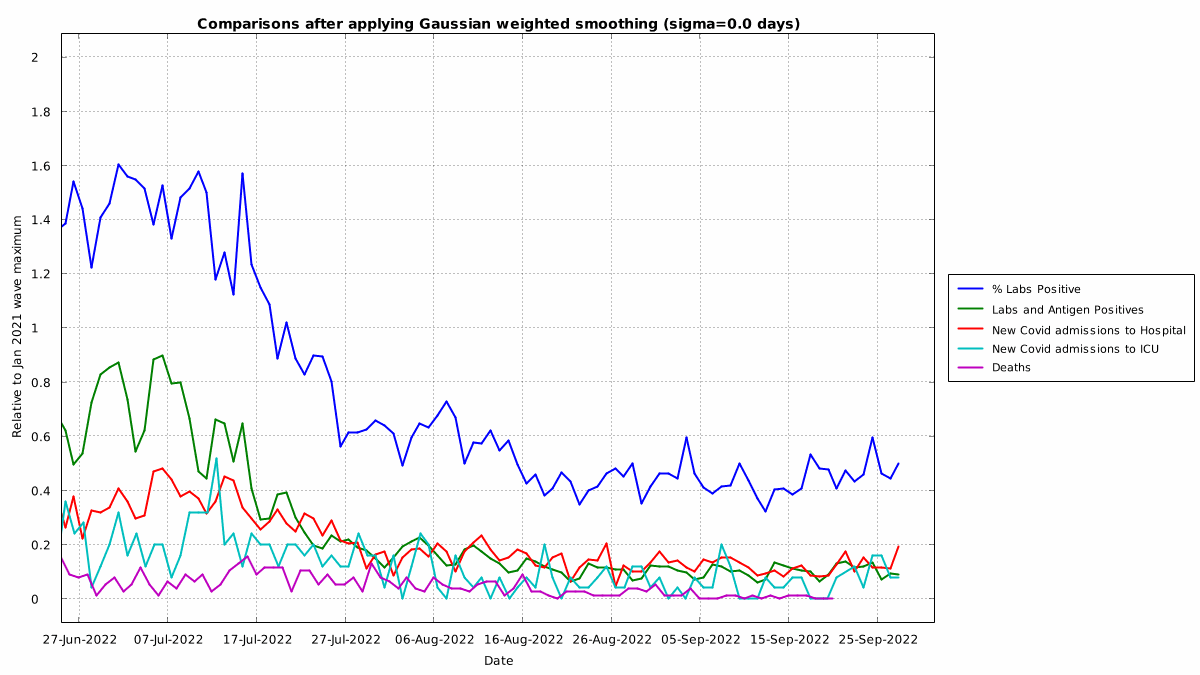 Comparisons after applying Gaussian weighted smoothing (sigma=0.0 days)
2
1.8
1.6
1.4
1.2
1
0.8
0.6
0.4
0.2
0
Relative to Jan 2021 wave maximum
27-Jun-2022 07-Jul-2022 17-Jul-2022 27-Jul-2022 06-Aug-2022 16-Aug-2022 26-Aug-2022 05-Sep-2022 15-Sep-2022 25-Sep-2022
Date
% Labs Positive
Labs and Antigen Positives
New Covid admissions to Hospital
New Covid admissions to ICU
Deaths